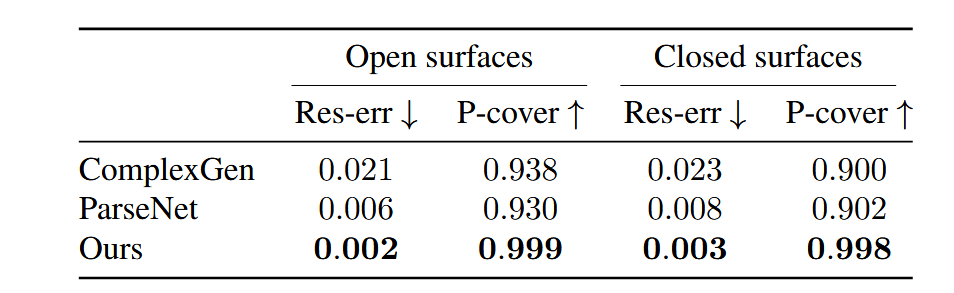 Open surfaces Closed surfaces
Res-err ↓ P-cover ↑ Res-err ↓ P-cover ↑
ComplexGen 0.021 0.938 0.023 0.900
ParseNet 0.006 0.930 0.008 0.902
Ours 0.002 0.999 0.003 0.998